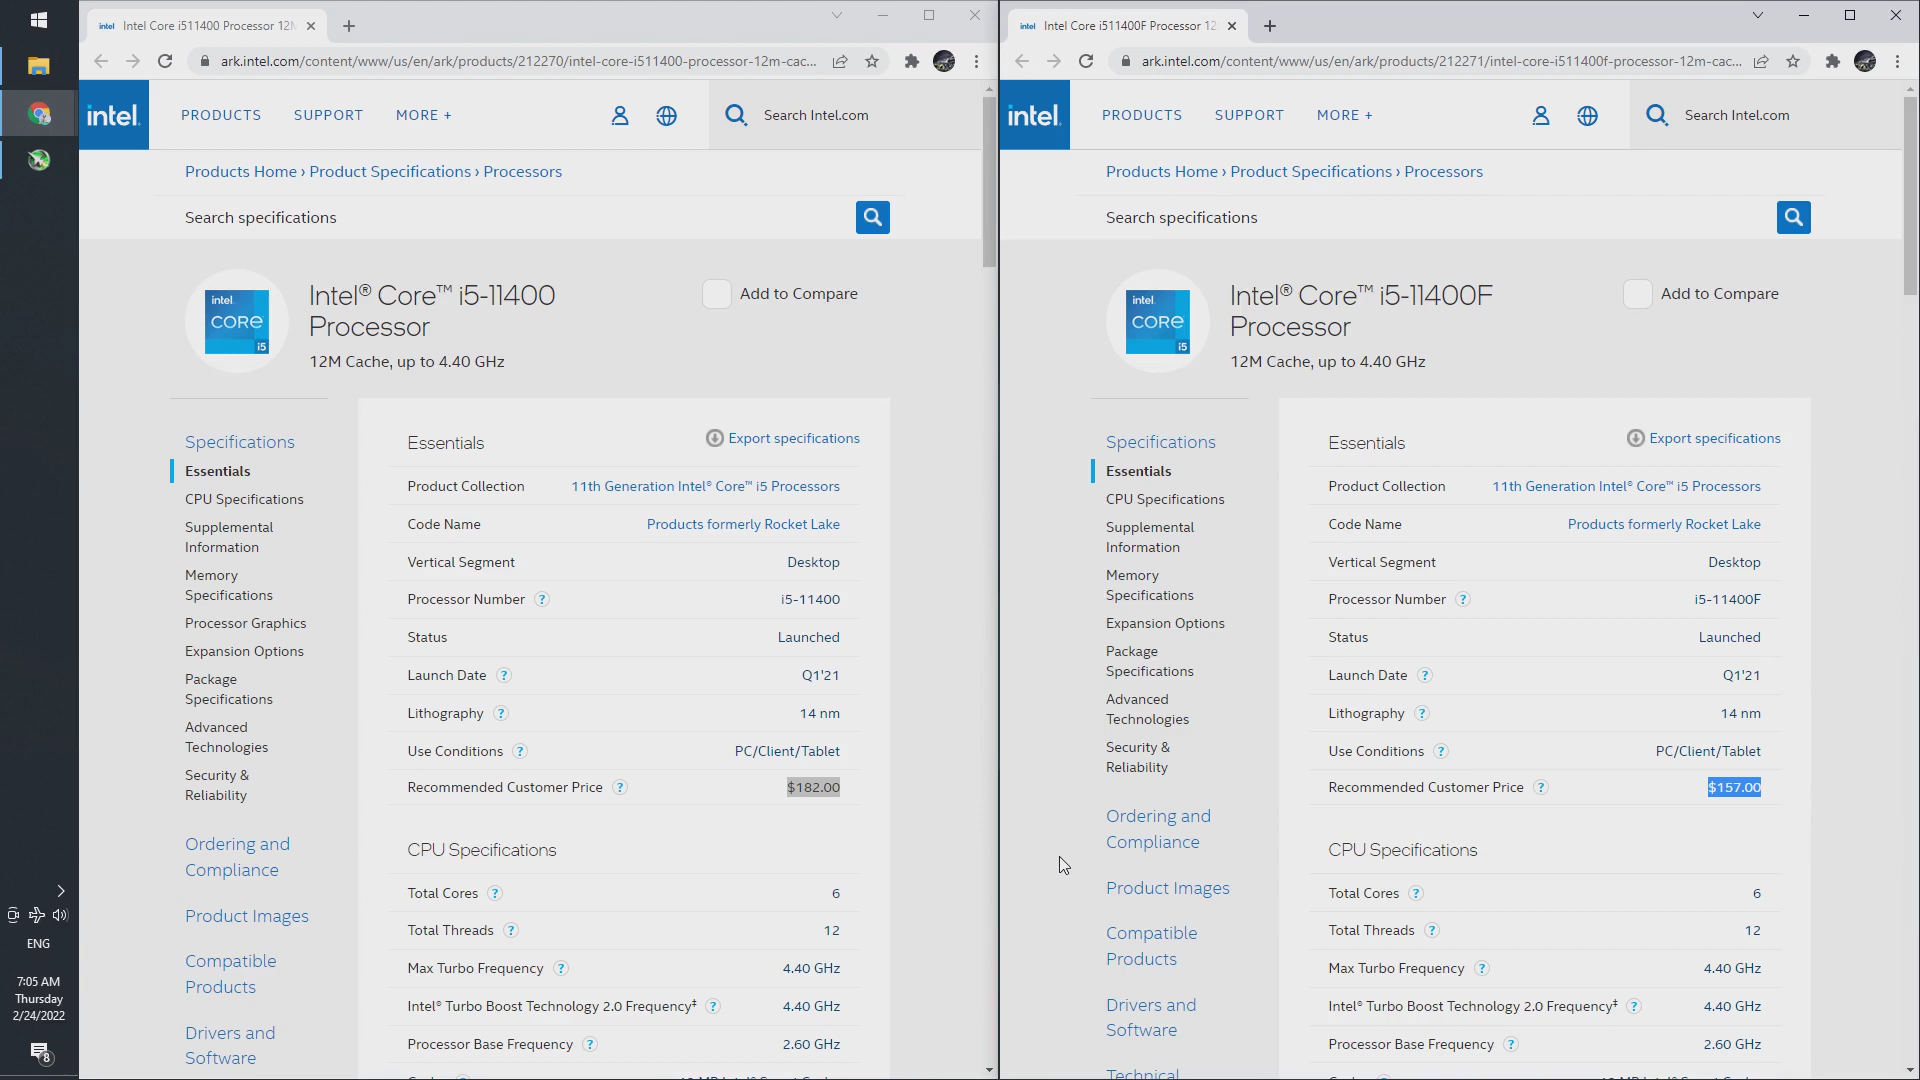 Intel Core i511400 Processor 12M
ark.intel.com/content/www/us/en/ark/products/212270/intel-core-i511400-processor-12m-cac...
intel.
PRODUCTS
SUPPORT
MORE +
Search Intel.com
Products Home › Product Specifications › Processors
Search specifications
intel.
CORE
i5
Intel® Core™ i5-11400
Processor
12M Cache, up to 4.40 GHz
Add to Compare
Specifications
Essentials
CPU Specifications
Supplemental
Information
Memory
Specifications
Processor Graphics
Expansion Options
Package
Specifications
Advanced
Technologies
Security &
Reliability
Ordering and
Compliance
Product Images
Compatible
Products
Drivers and
Software
Essentials
Export specifications
Product Collection 11th Generation Intel® Core™ i5 Processors
Code Name Products formerly Rocket Lake
Vertical Segment Desktop
Processor Number ? i5-11400
Status Launched
Launch Date ? Q1'21
Lithography ? 14 nm
Use Conditions ? PC/Client/Tablet
Recommended Customer Price ? $182.00
CPU Specifications
Total Cores ? 6
Total Threads ? 12
Max Turbo Frequency ? 4.40 GHz
Intel® Turbo Boost Technology 2.0 Frequency‡ ? 4.40 GHz
Processor Base Frequency ? 2.60 GHz
Intel Core i511400F Processor 12
ark.intel.com/content/www/us/en/ark/products/212271/intel-core-i511400f-processor-12m-cac...
intel.
PRODUCTS
SUPPORT
MORE +
Search Intel.com
Products Home › Product Specifications › Processors
Search specifications
intel.
CORE
i5
Intel® Core™ i5-11400F
Processor
12M Cache, up to 4.40 GHz
Add to Compare
Specifications
Essentials
CPU Specifications
Supplemental
Information
Memory
Specifications
Expansion Options
Package
Specifications
Advanced
Technologies
Security &
Reliability
Ordering and
Compliance
Product Images
Compatible
Products
Drivers and
Software
Technical
Essentials
Export specifications
Product Collection 11th Generation Intel® Core™ i5 Processors
Code Name Products formerly Rocket Lake
Vertical Segment Desktop
Processor Number ? i5-11400F
Status Launched
Launch Date ? Q1'21
Lithography ? 14 nm
Use Conditions ? PC/Client/Tablet
Recommended Customer Price ? $157.00
CPU Specifications
Total Cores ? 6
Total Threads ? 12
Max Turbo Frequency ? 4.40 GHz
Intel® Turbo Boost Technology 2.0 Frequency‡ ? 4.40 GHz
Processor Base Frequency ? 2.60 GHz
ENG
7:05 AM
Thursday
2/24/2022
8